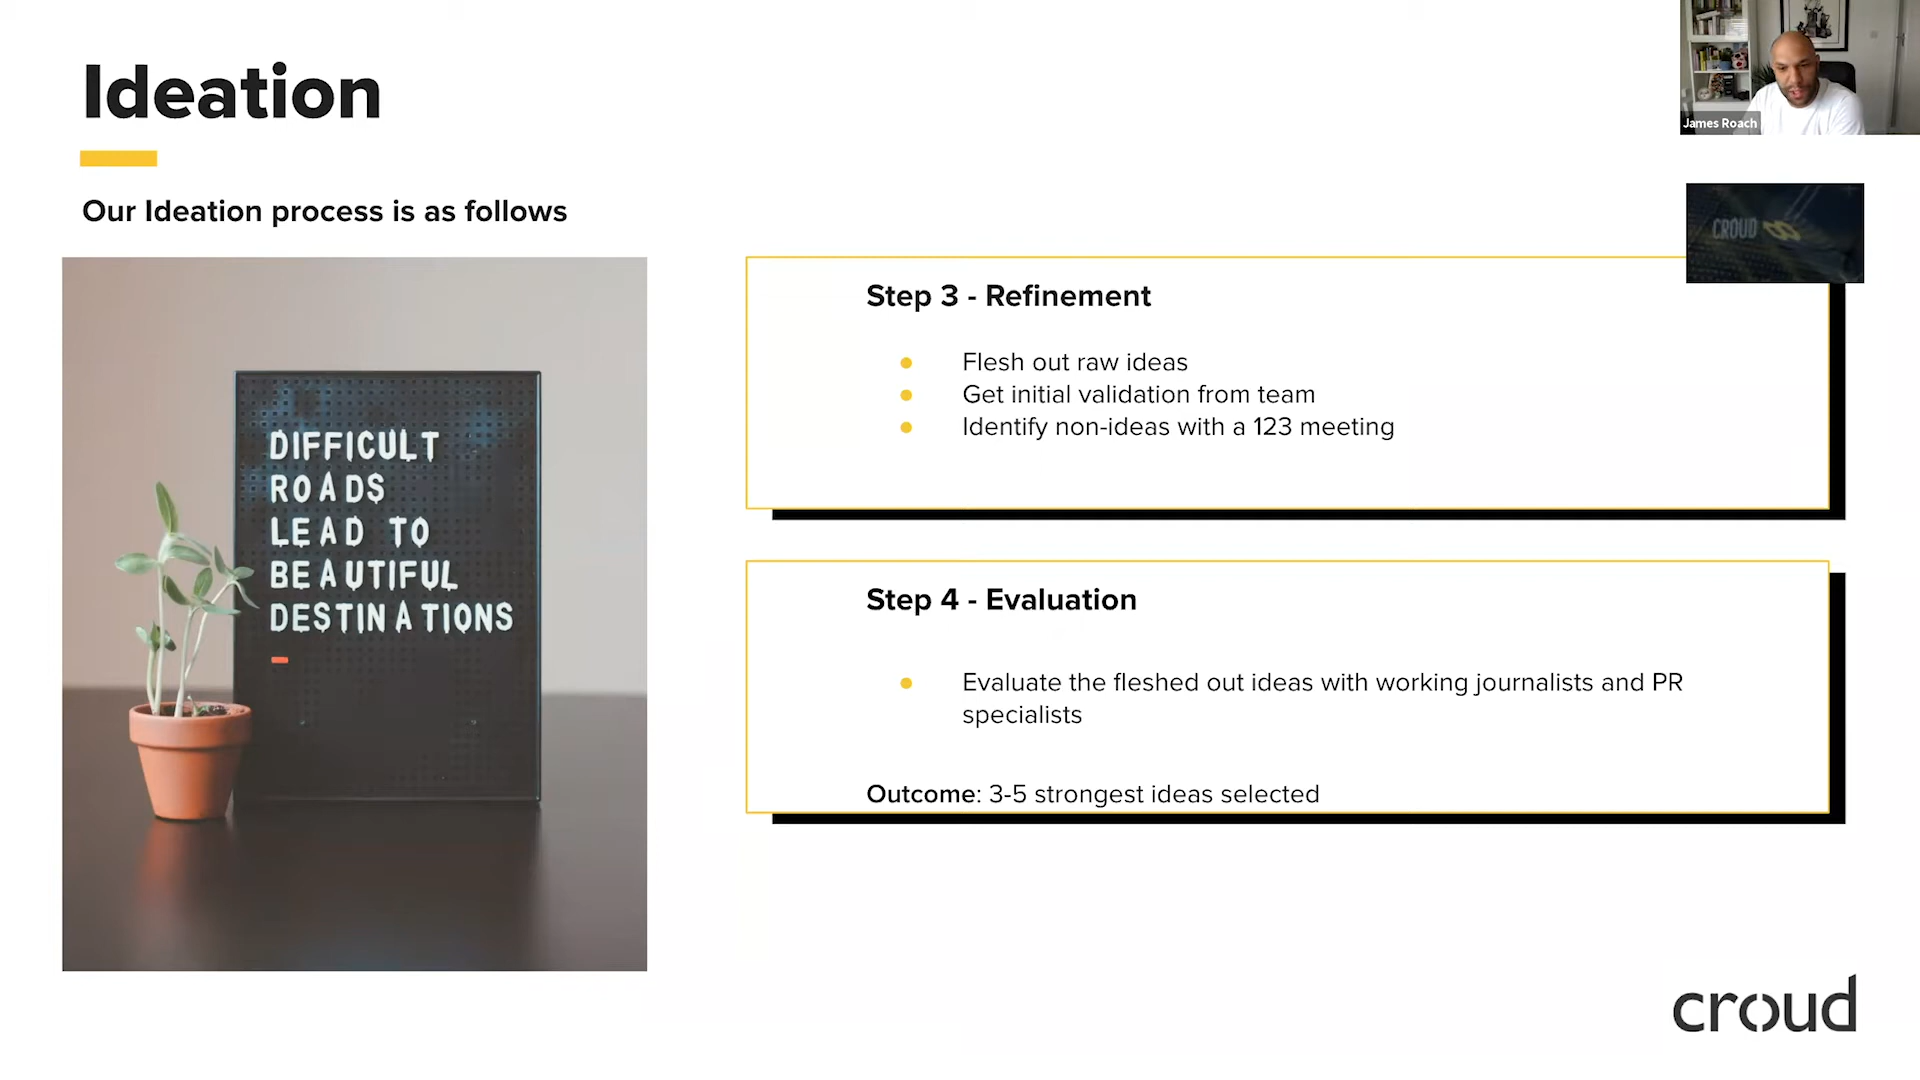 Ideation
James Roach
Our Ideation process is as follows
CROUD
DIFFICULT
ROADS
LEAD TO
BEAUTIFUL
DESTINATIONS
Step 3 - Refinement
Flesh out raw ideas
Get initial validation from team
Identify non-ideas with a 123 meeting
Step 4 - Evaluation
Evaluate the fleshed out ideas with working journalists and PR
specialists
Outcome: 3-5 strongest ideas selected
croud